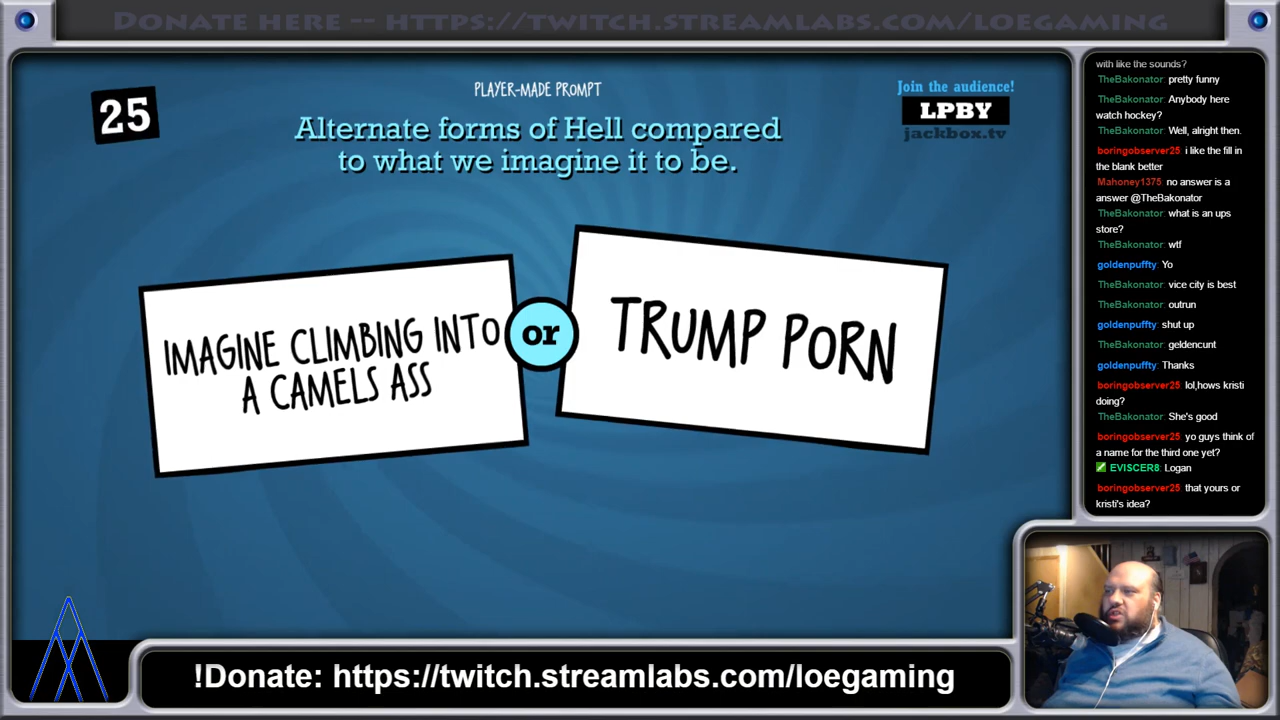 DONATE HERE -- HTTPS://TWITCH.STREAMLABS.COM/LOEGAMING
25
PLAYER-MADE PROMPT
Alternate forms of Hell compared
to what we imagine it to be.
Join the audience!
LPBY
jackbox.tv
IMAGINE CLIMBING INTO
A CAMELS ASS
or
TRUMP PORN
with like the sounds?
TheBakonator: pretty funny
TheBakonator: Anybody here
watch hockey?
TheBakonator: Well, alright then.
boringobserver25: i like the fill in
the blank better
Mahoney1375: no answer is a
answer @TheBakonator
TheBakonator: what is an ups
store?
TheBakonator: wtf
goldenpuffty: Yo
TheBakonator: vice city is best
TheBakonator: outrun
goldenpuffty: shut up
TheBakonator: geldencunt
goldenpuffty: Thanks
boringobserver25: lol,hows kristi
doing?
TheBakonator: She's good
boringobserver25: yo guys think of
a name for the third one yet?
EVISCER8: Logan
boringobserver25: that yours or
kristi's idea?
!Donate: https://twitch.streamlabs.com/loegaming